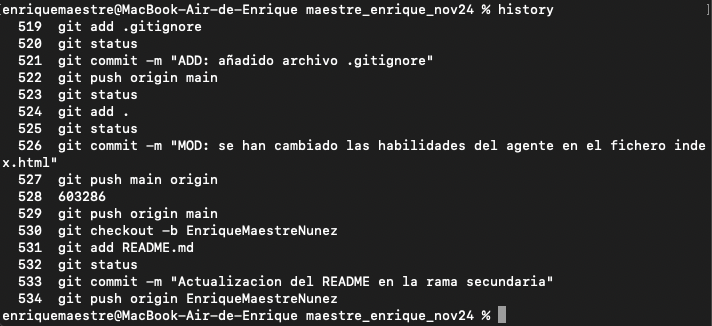 [enriquemaestre@MacBook-Air-de-Enrique maestre_enrique_nov24 % history ]
519 git add .gitignore
520 git status
521 git commit -m "ADD: añadido archivo .gitignore"
522 git push origin main
523 git status
524 git add .
525 git status
526 git commit -m "MOD: se han cambiado las habilidades del agente en el fichero inde
x.html"
527 git push main origin
528 603286
529 git push origin main
530 git checkout -b EnriqueMaestreNunez
531 git add README.md
532 git status
533 git commit -m "Actualizacion del README en la rama secundaria"
534 git push origin EnriqueMaestreNunez
enriquemaestre@MacBook-Air-de-Enrique maestre_enrique_nov24 %